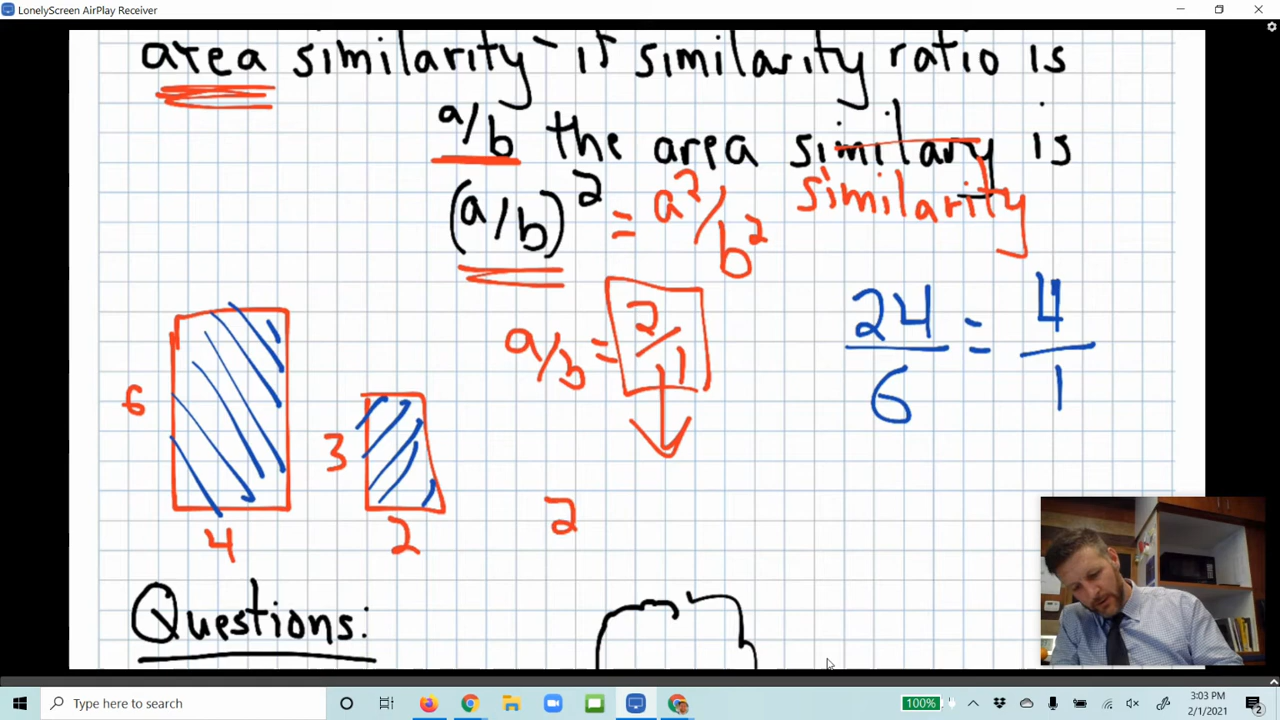 LonelyScreen AirPlay Receiver
area similarity - if similarity ratio is
a/b the area similary is
similarity
(a/b)² = a²/b²
a/b = 2/1
24/6 = 4/1
6
4
3
2
2
Questions:
Type here to search
100%
3:03 PM
2/1/2021
2